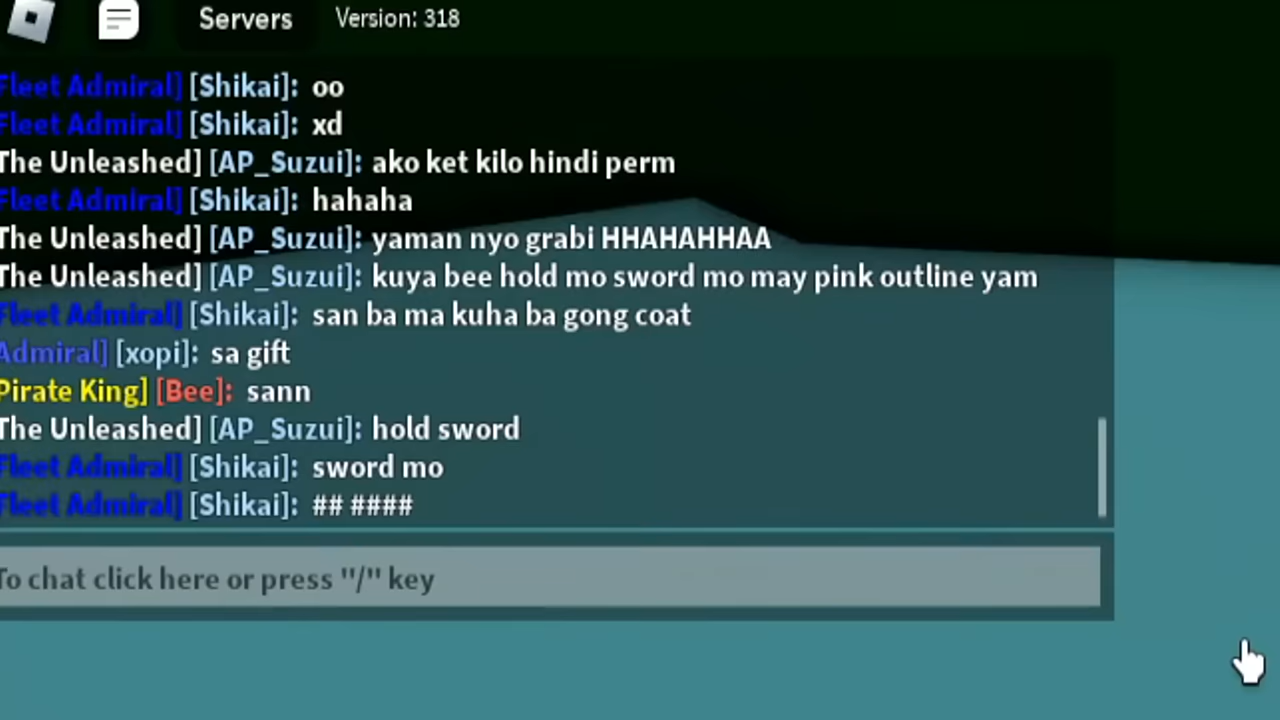 Servers Version: 318
Fleet Admiral] [Shikai]: oo
Fleet Admiral] [Shikai]: xd
The Unleashed] [AP_Suzui]: ako ket kilo hindi perm
Fleet Admiral] [Shikai]: hahaha
The Unleashed] [AP_Suzui]: yaman nyo grabi HHAHAHHAA
The Unleashed] [AP_Suzui]: kuya bee hold mo sword mo may pink outline yam
Fleet Admiral] [Shikai]: san ba ma kuha ba gong coat
Admiral] [xopi]: sa gift
Pirate King] [Bee]: sann
The Unleashed] [AP_Suzui]: hold sword
Fleet Admiral] [Shikai]: sword mo
Fleet Admiral] [Shikai]: ## ####
To chat click here or press "/" key